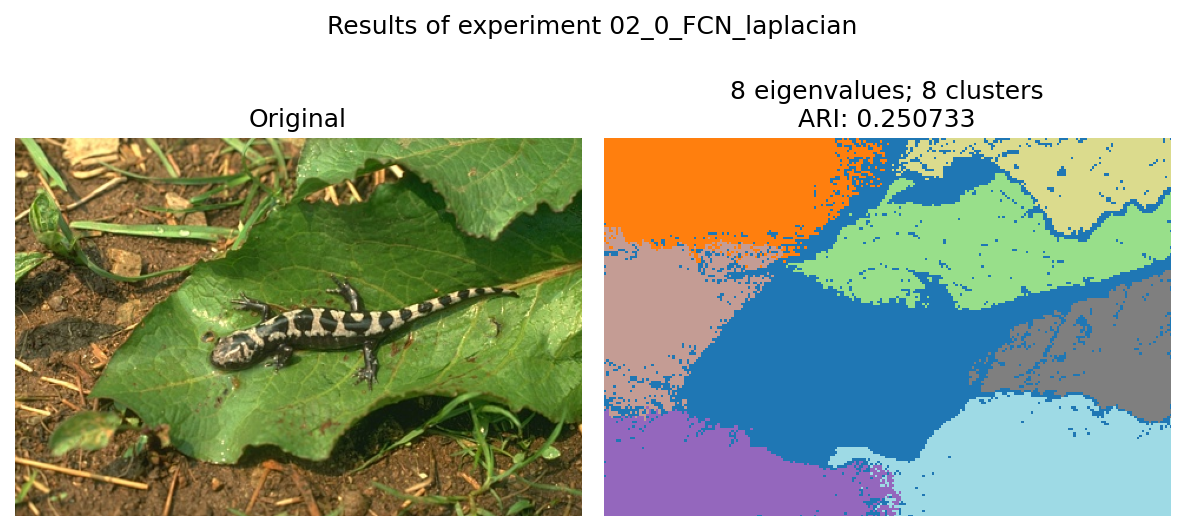 Results of experiment 02_0_FCN_laplacian
Original
8 eigenvalues; 8 clusters
ARI: 0.250733